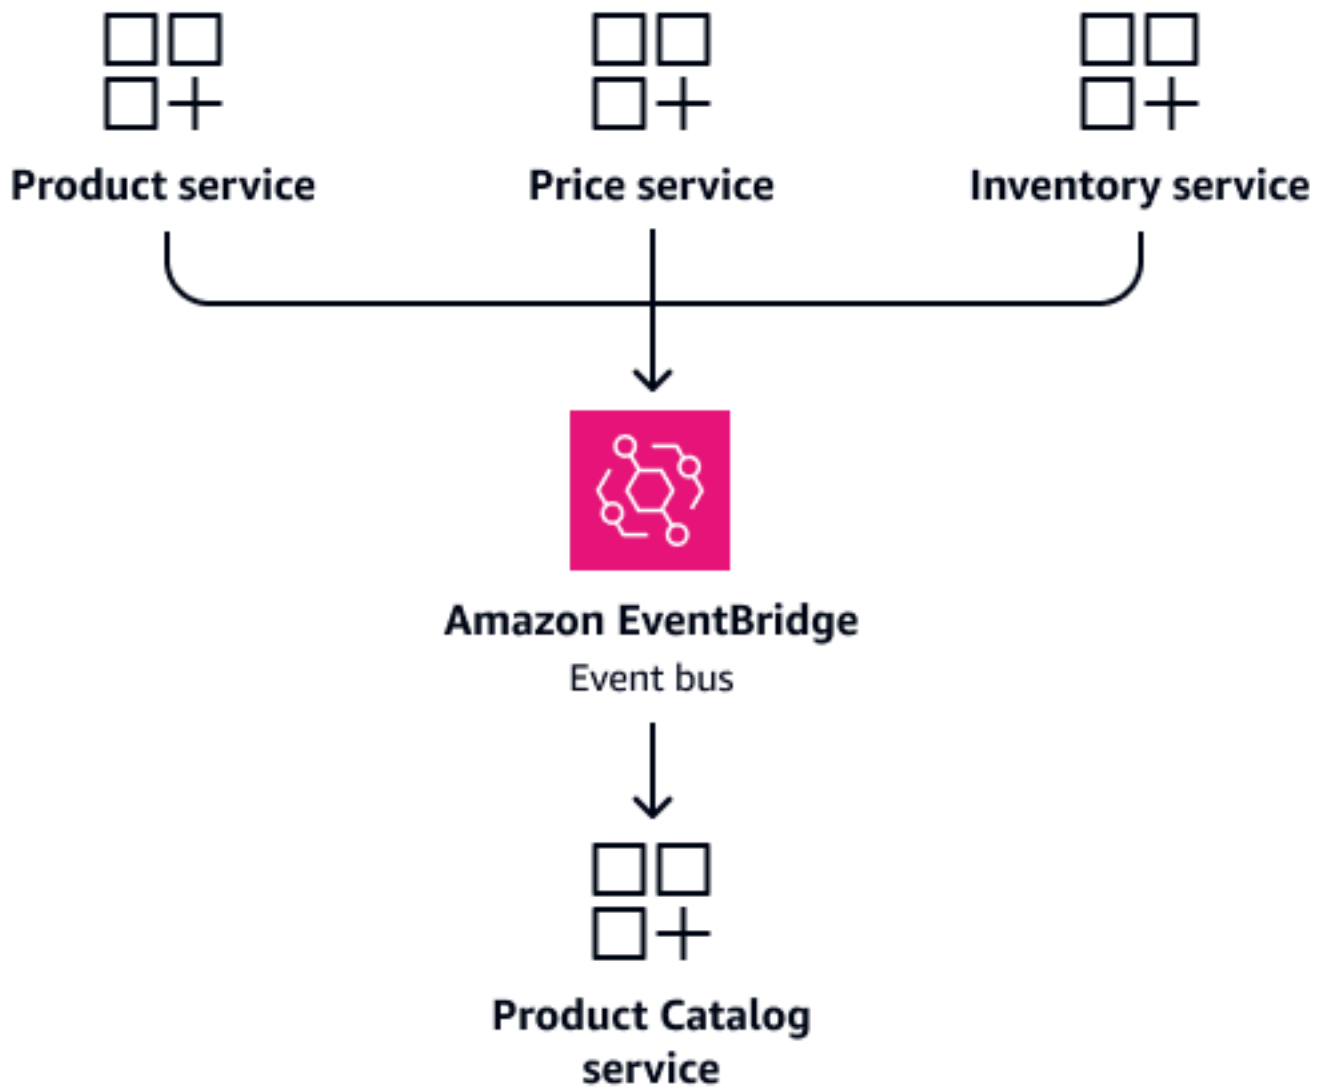 Product service
Price service
Inventory service
Amazon EventBridge
Event bus
Product Catalog
service